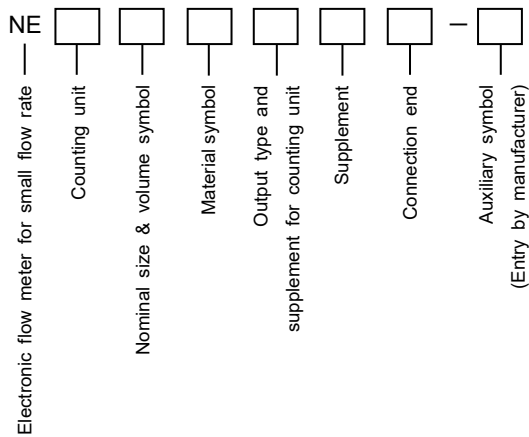 NE –
Electronic flow meter for small flow rate
Counting unit
Nominal size & volume symbol
Material symbol
Output type and
supplement for counting unit
Supplement
Connection end
Auxiliary symbol
(Entry by manufacturer)